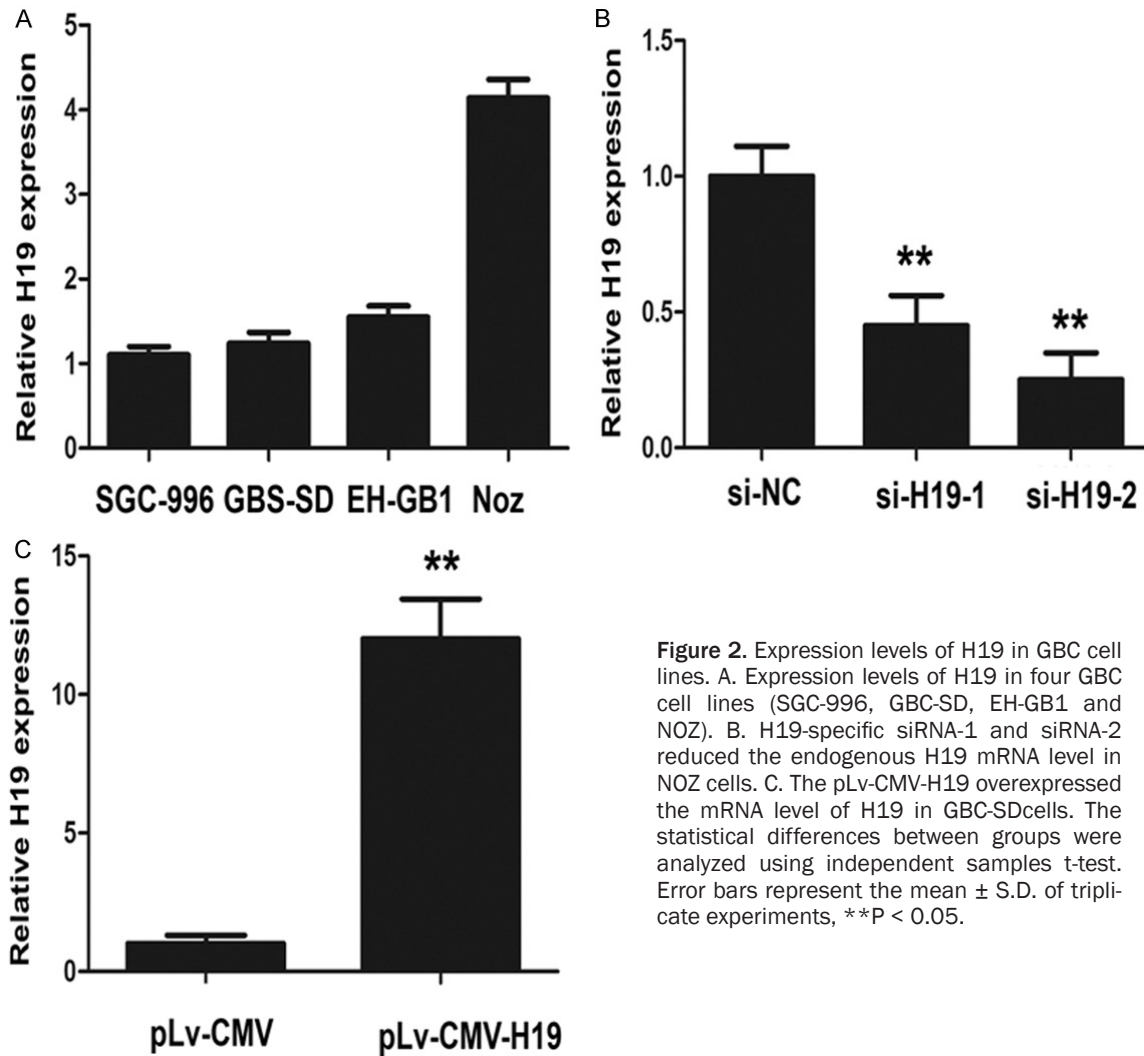 A
Relative H19 expression
5
4
3
2
1
0
SGC-996 GBS-SD EH-GB1 Noz
B
Relative H19 expression
1.5
1.0
0.5
0.0
**
**
si-NC si-H19-1 si-H19-2
C
Relative H19 expression
15
10
5
0
**
pLv-CMV pLv-CMV-H19
Figure 2. Expression levels of H19 in GBC cell
lines. A. Expression levels of H19 in four GBC
cell lines (SGC-996, GBC-SD, EH-GB1 and
NOZ). B. H19-specific siRNA-1 and siRNA-2
reduced the endogenous H19 mRNA level in
NOZ cells. C. The pLv-CMV-H19 overexpressed
the mRNA level of H19 in GBC-SDcells. The
statistical differences between groups were
analyzed using independent samples t-test.
Error bars represent the mean ± S.D. of tripli-
cate experiments, **P < 0.05.